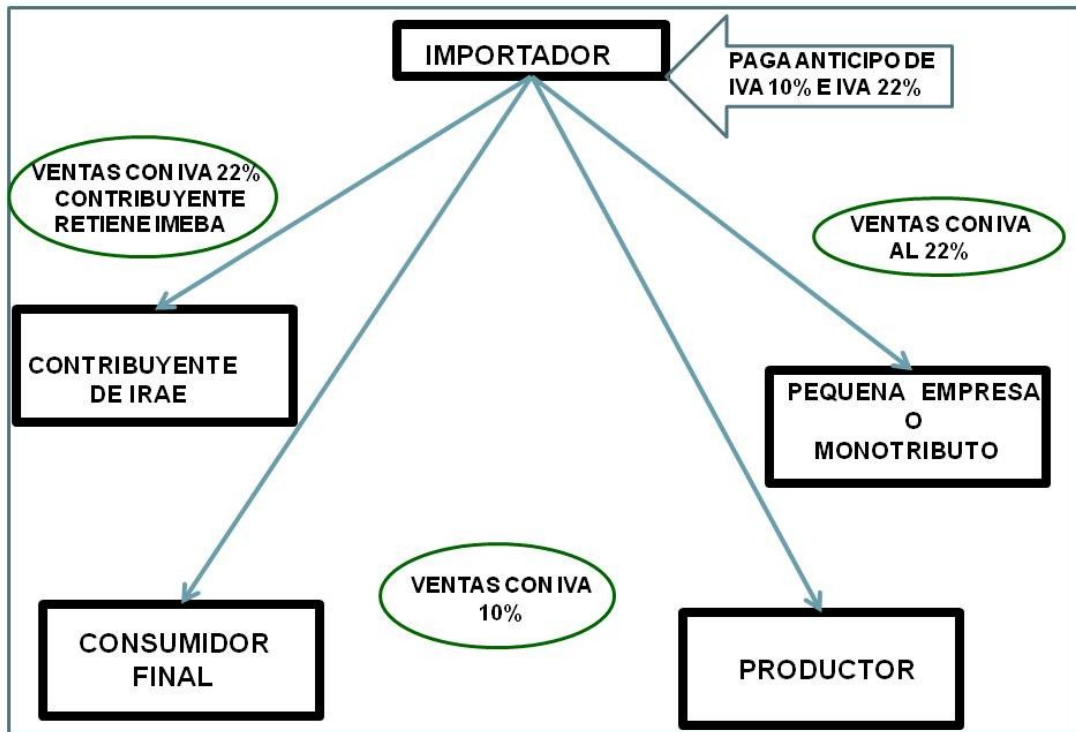 IMPORTADOR
PAGA ANTICIPO DE
IVA 10% E IVA 22%
VENTAS CON IVA 22%
CONTRIBUYENTE
RETIENE IMEBA
VENTAS CON IVA
AL 22%
CONTRIBUYENTE
DE IRAE
PEQUENA EMPRESA
O
MONOTRIBUTO
VENTAS CON IVA
10%
CONSUMIDOR
FINAL
PRODUCTOR